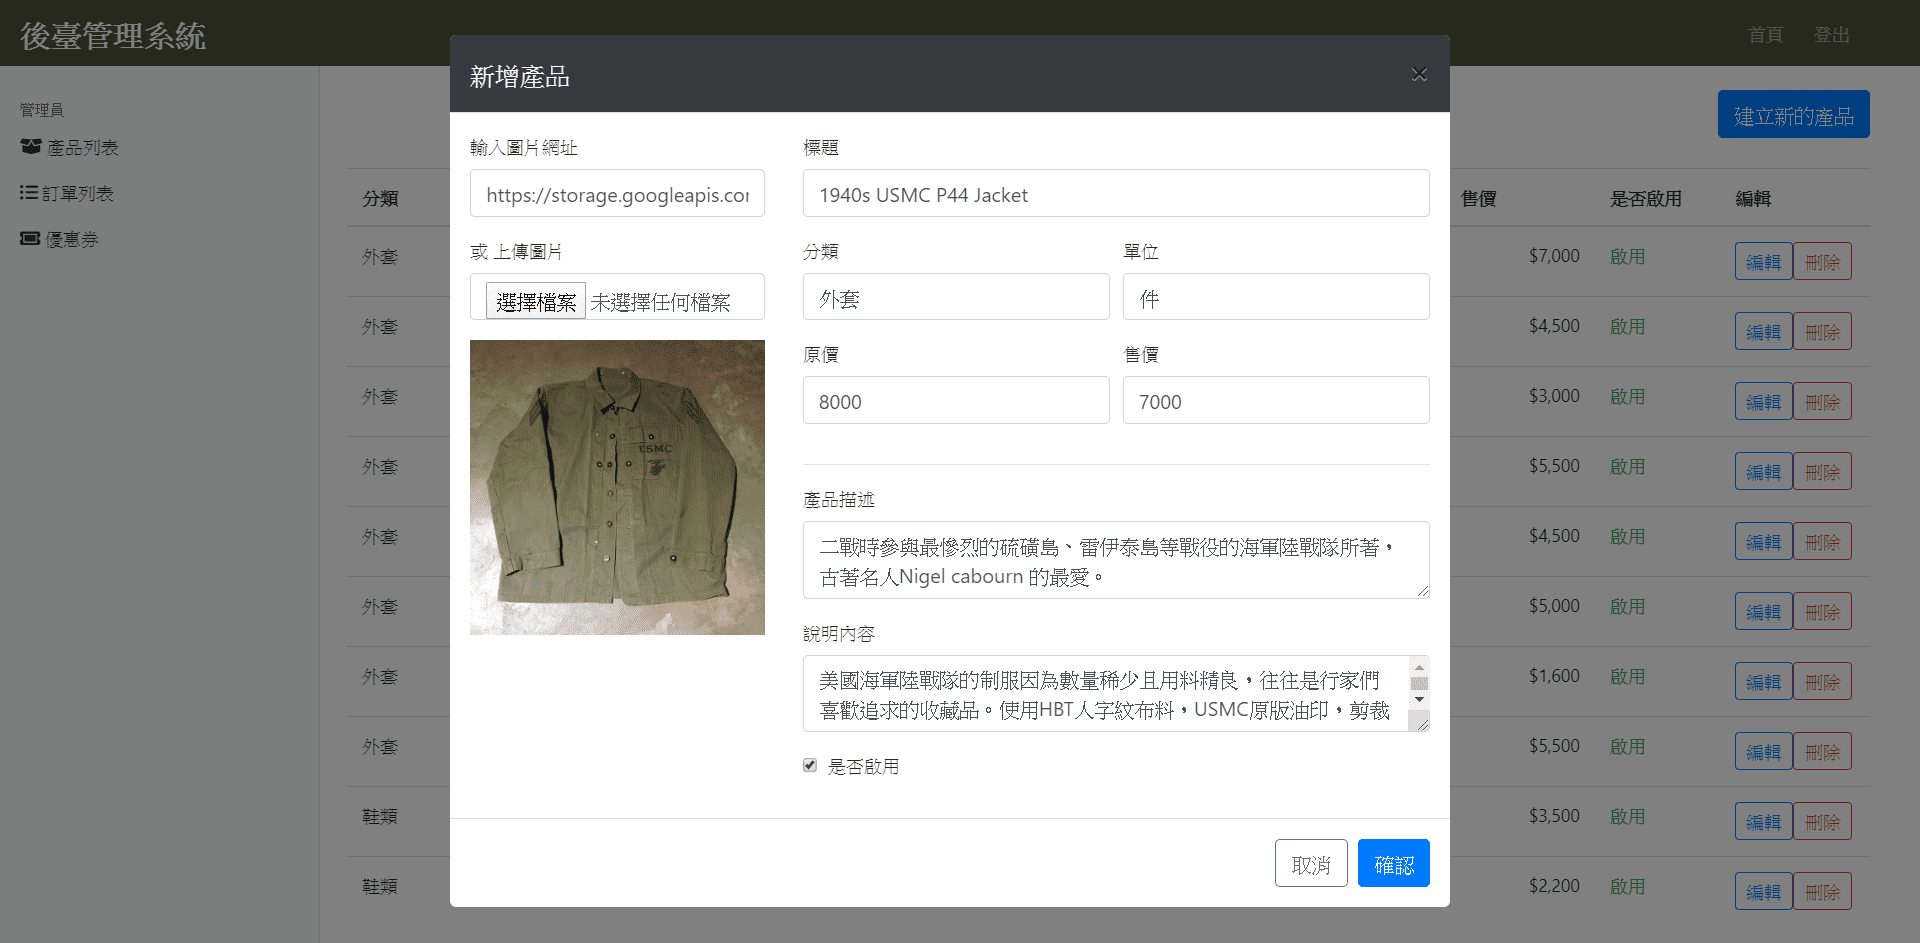 後臺管理系統
首頁
登出
管理員
產品列表
訂單列表
優惠券
建立新的產品
分類
售價
是否啟用
編輯
外套
$7,000
啟用
編輯
刪除
外套
$4,500
啟用
編輯
刪除
外套
$3,000
啟用
編輯
刪除
外套
$5,500
啟用
編輯
刪除
外套
$4,500
啟用
編輯
刪除
外套
$5,000
啟用
編輯
刪除
外套
$1,600
啟用
編輯
刪除
外套
$5,500
啟用
編輯
刪除
鞋類
$3,500
啟用
編輯
刪除
鞋類
$2,200
啟用
編輯
刪除
新增產品
×
輸入圖片網址
https://storage.googleapis.cor
或 上傳圖片
選擇檔案 未選擇任何檔案
USMC
標題
1940s USMC P44 Jacket
分類
外套
單位
件
原價
8000
售價
7000
產品描述
二戰時參與最慘烈的硫磺島、雷伊泰島等戰役的海軍陸戰隊所著，
古著名人Nigel cabourn 的最愛。
說明內容
美國海軍陸戰隊的制服因為數量稀少且用料精良，往往是行家們
喜歡追求的收藏品。使用HBT人字紋布料，USMC原版油印，剪裁
是否啟用
取消
確認